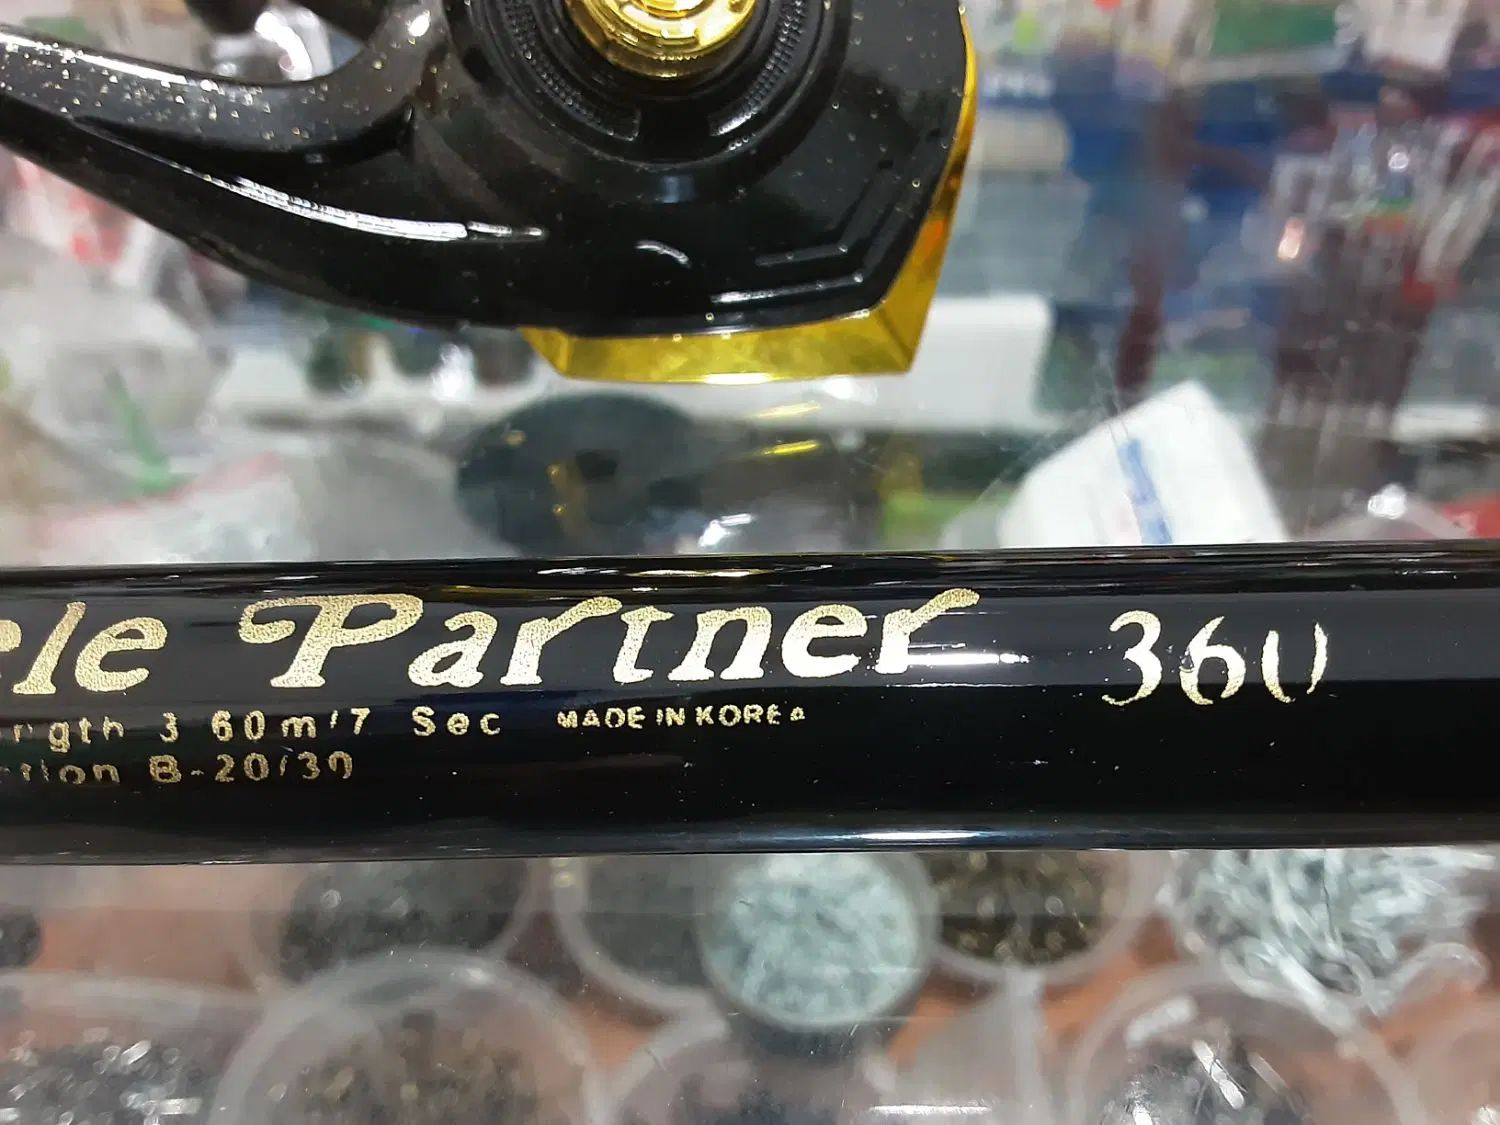 Partner 360
3 60m/7 Sec MADE IN KOREA
B-20/30